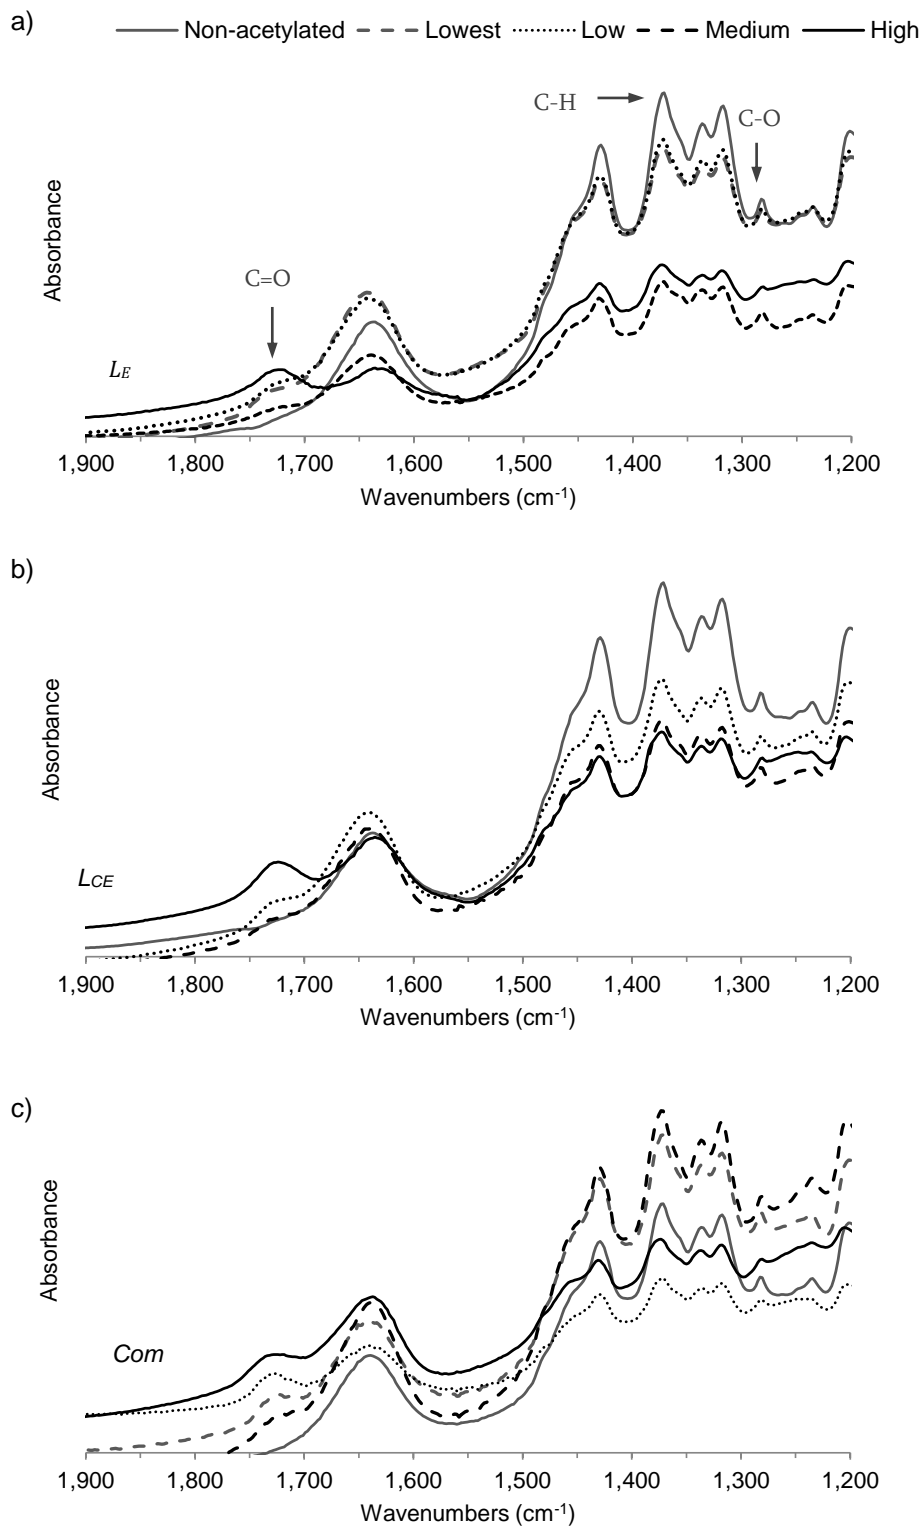 a)
Non-acetylated Lowest Low Medium High
C-H
C-O
C=O
LE
Absorbance
1,900 1,800 1,700 1,600 1,500 1,400 1,300 1,200
Wavenumbers (cm-1)
b)
Absorbance
LCE
1,900 1,800 1,700 1,600 1,500 1,400 1,300 1,200
Wavenumbers (cm-1)
c)
Absorbance
Com
1,900 1,800 1,700 1,600 1,500 1,400 1,300 1,200
Wavenumbers (cm-1)